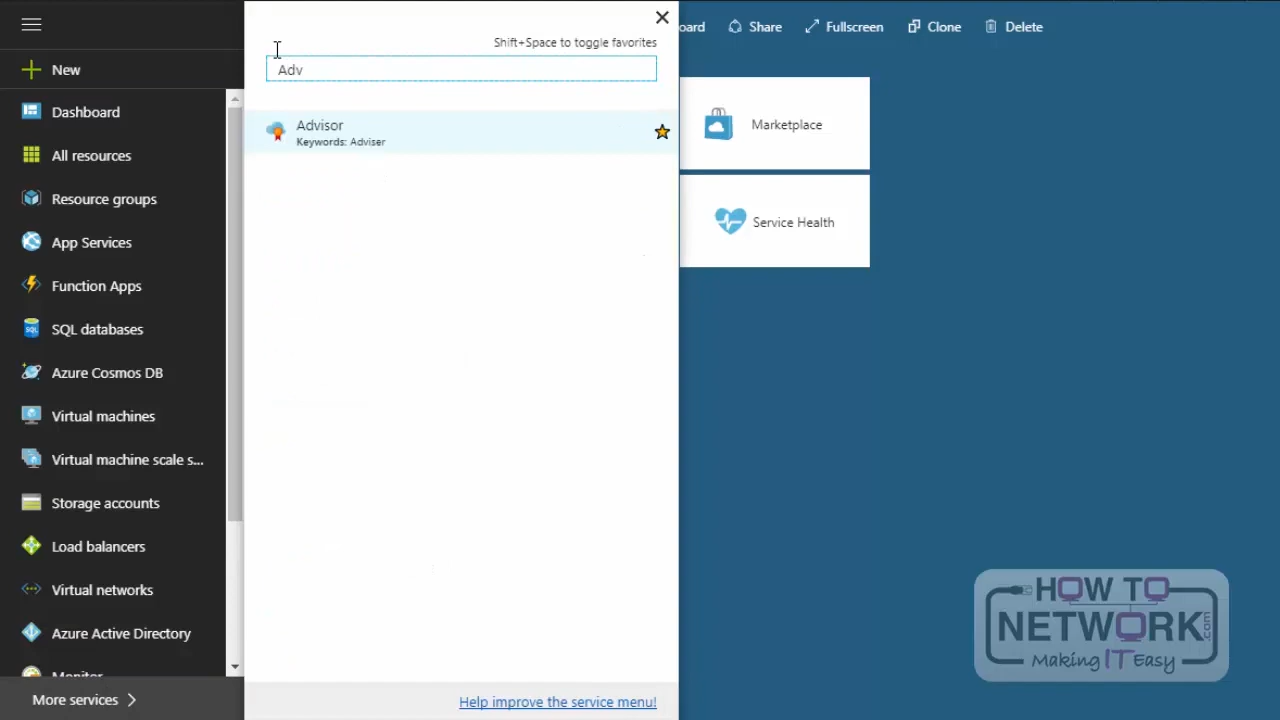 New
Dashboard
All resources
Resource groups
App Services
Function Apps
SQL databases
Azure Cosmos DB
Virtual machines
Virtual machine scale s...
Storage accounts
Load balancers
Virtual networks
Azure Active Directory
Monitor
More services
Shift+Space to toggle favorites
Adv
Advisor
Keywords: Adviser
Help improve the service menu!
oard
Share
Fullscreen
Clone
Delete
Marketplace
Service Health
SQL
HOW TO
NETWORK.com
Making IT Easy